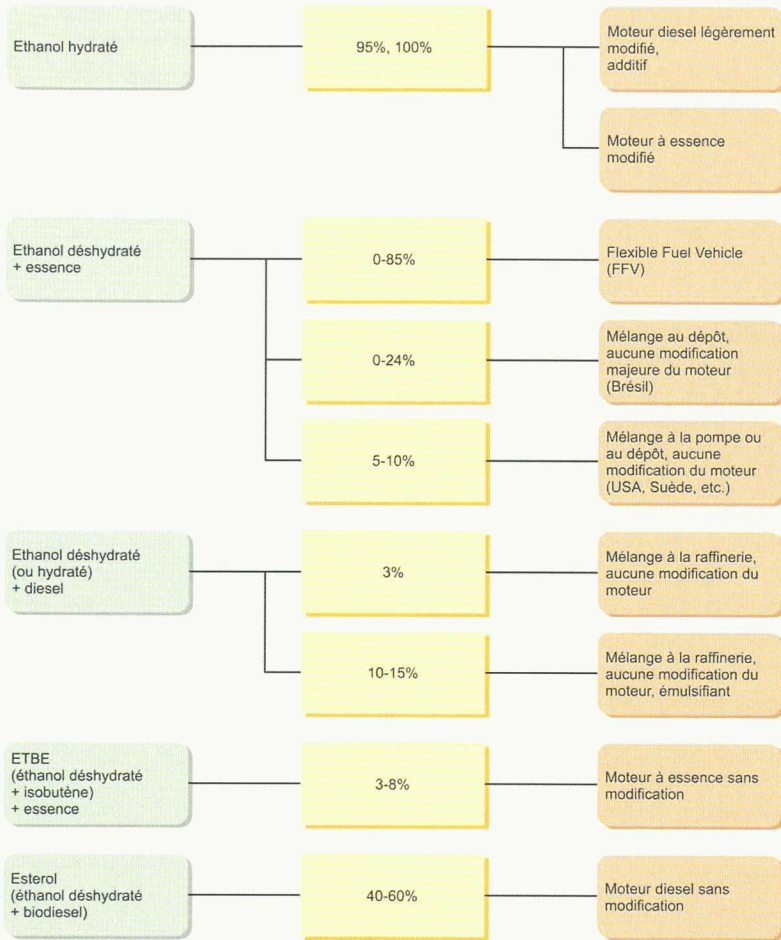 Ethanol hydraté
95%, 100%
Moteur diesel légèrement
modifié,
additif
Moteur à essence
modifié
Ethanol déshydraté
+ essence
0-85%
Flexible Fuel Vehicle
(FFV)
0-24%
Mélange au dépôt,
aucune modification
majeure du moteur
(Brésil)
5-10%
Mélange à la pompe ou
au dépôt, aucune
modification du moteur
(USA, Suède, etc.)
Ethanol déshydraté
(ou hydraté)
+ diesel
3%
Mélange à la raffinerie,
aucune modification du
moteur
10-15%
Mélange à la raffinerie,
aucune modification du
moteur, émulsifiant
ETBE
(éthanol déshydraté
+ isobutène)
+ essence
3-8%
Moteur à essence sans
modification
Esterol
(éthanol déshydraté
+ biodiesel)
40-60%
Moteur diesel sans
modification